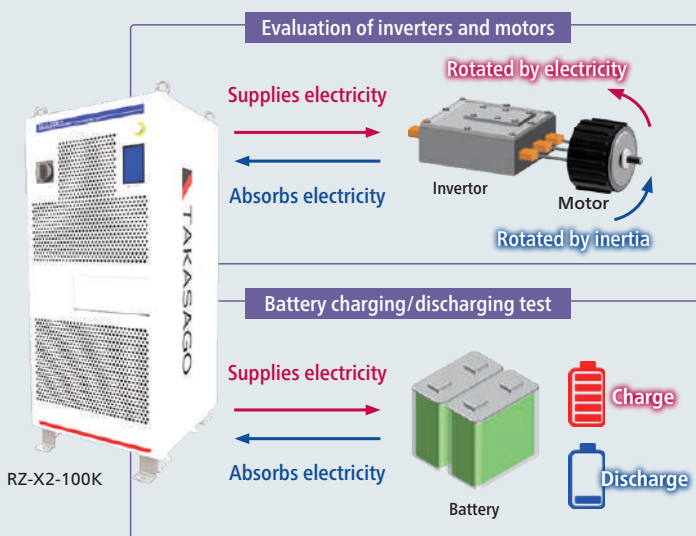 Evaluation of inverters and motors
Supplies electricity
Absorbs electricity
Rotated by electricity
Invertor
Motor
Rotated by inertia
TAKASAGO
Battery charging/discharging test
Supplies electricity
Absorbs electricity
Charge
Discharge
Battery
RZ-X2-100K